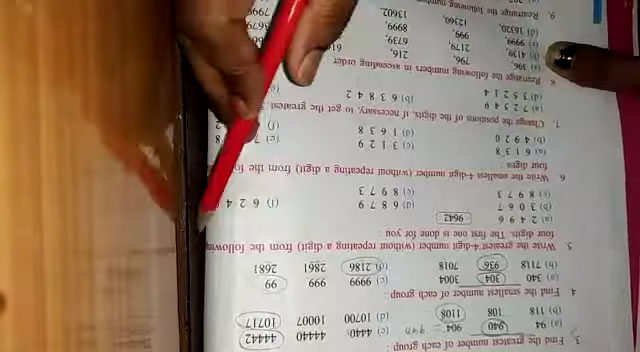 3. Find the greatest number of each group :
(a) 94 940 904 = 940 (c) 4440 44440 44442
(b) 118 108 1108 (d) 10700 10007 10717
4. Find the smallest number of each group :
(a) 340 304 3004 (c) 9999 999 99
(b) 7118 936 7018 (d) 2186 2861 2681
5. Write the greatest 4-digit number (without repeating a digit) from the following
four digits. The first one is done for you :
(a) 2 4 9 6 9642
(b) 3 0 6 7 (d) 6 8 7 9 (f) 6 2 4
(c) 8 9 7 3 (e) 8 9 7 3
6. Write the smallest 4-digit number (without repeating a digit) from the
four digits :
(a) 6 1 3 8 (c) 3 1 2 9
(b) 4 9 2 0 (d) 1 6 3 8
7. Change the positions of the digits, if necessary, to get the greatest
(a) 7 2 3 4 9
(d) 3 5 2 1 4 (b) 6 3 8 4 2
8. Rearrange the following numbers in ascending order
(a) 396, 796, 216,
(b) 4139, 2179, 6739,
(c) 9999, 999, 8999,
(d) 16320, 12360, 13602,
9. Rearrange the following